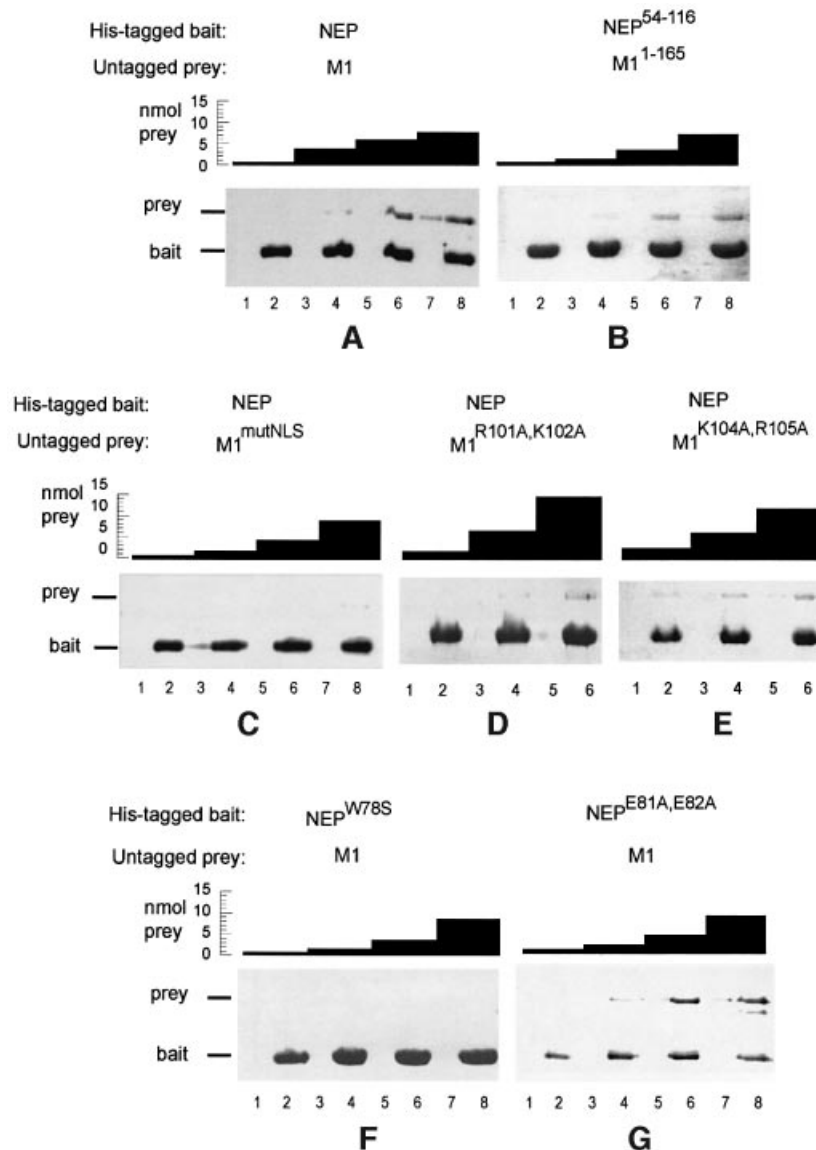 His-tagged bait: NEP NEP54-116
Untagged prey: M1 M11-165
nmol prey 15 10 5 0
prey
bait
1 2 3 4 5 6 7 8 1 2 3 4 5 6 7 8
A B
His-tagged bait: NEP NEP NEP
Untagged prey: M1mutNLS M1R101A,K102A M1K104A,R105A
nmol prey 15 10 5 0
prey
bait
1 2 3 4 5 6 7 8 1 2 3 4 5 6 1 2 3 4 5 6
C D E
His-tagged bait: NEPW78S NEPE81A,E82A
Untagged prey: M1 M1
nmol prey 15 10 5 0
prey
bait
1 2 3 4 5 6 7 8 1 2 3 4 5 6 7 8
F G